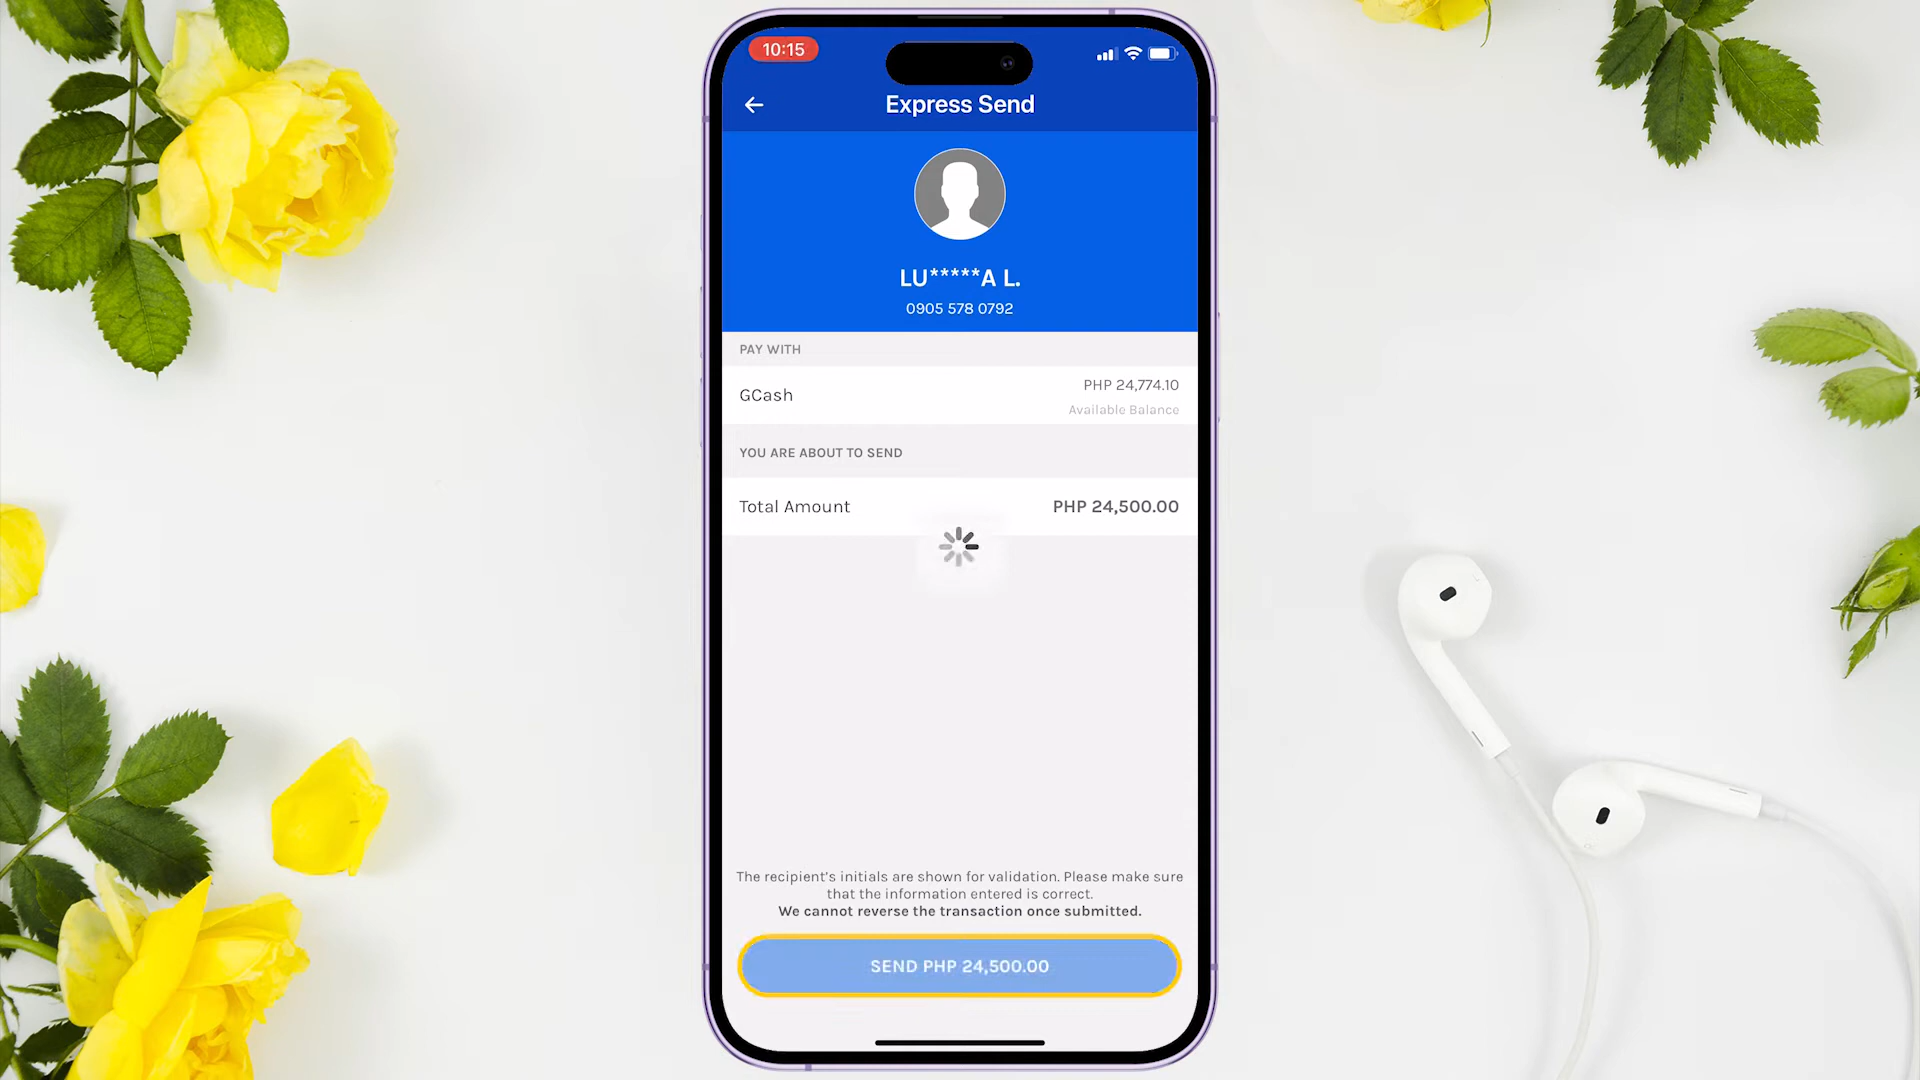 10:15
Express Send
LU*****A L.
0905 578 0792
PAY WITH
GCash
PHP 24,774.10
Available Balance
YOU ARE ABOUT TO SEND
Total Amount
PHP 24,500.00
The recipient's initials are shown for validation. Please make sure
that the information entered is correct.
We cannot reverse the transaction once submitted.
SEND PHP 24,500.00